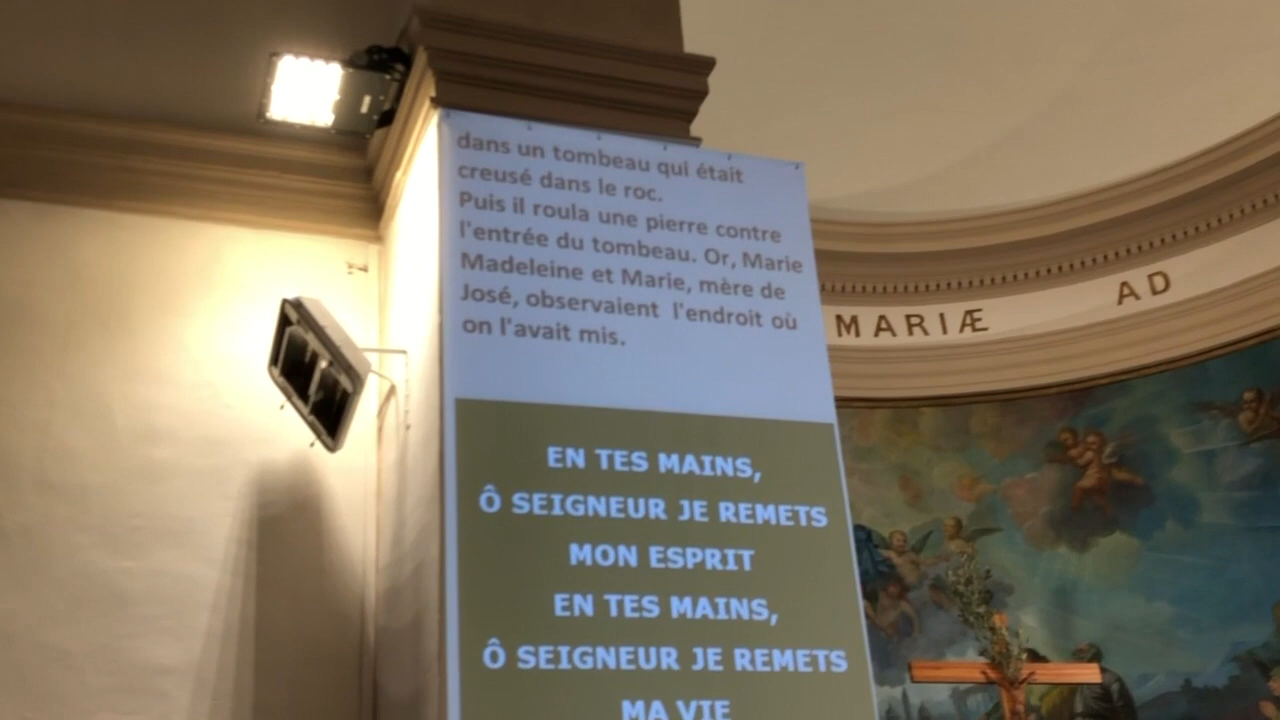 dans un tombeau qui était
creusé dans le roc.
Puis il roula une pierre contre
l'entrée du tombeau. Or, Marie
Madeleine et Marie, mère de
José, observaient l'endroit où
on l'avait mis.
EN TES MAINS,
Ô SEIGNEUR JE REMETS
MON ESPRIT
EN TES MAINS,
Ô SEIGNEUR JE REMETS
MA VIE
MARIÆ AD